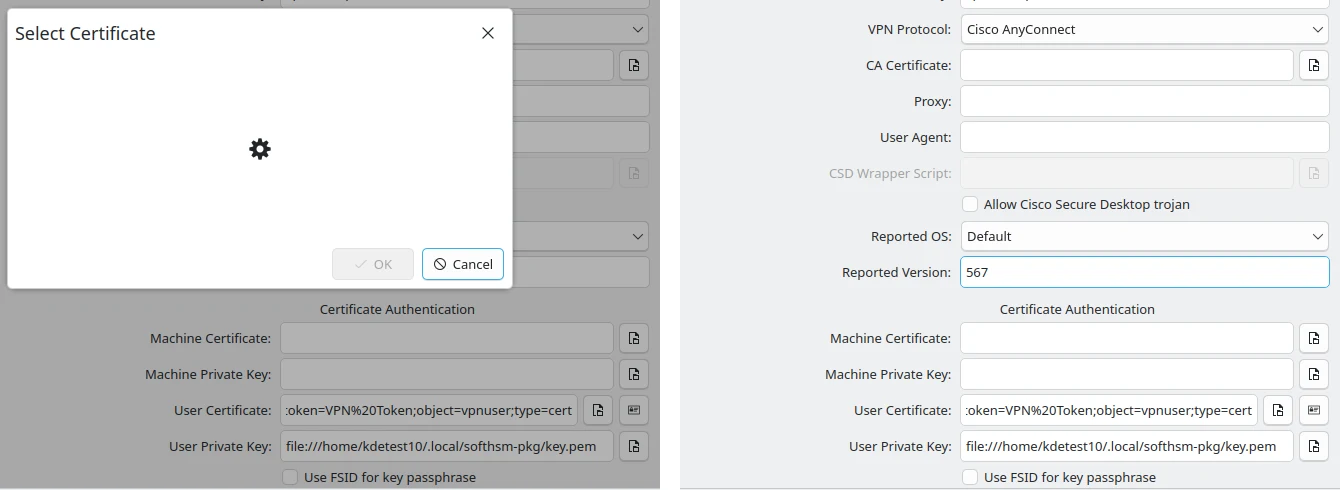 Select Certificate
OK
Cancel
Certificate Authentication
Machine Certificate:
Machine Private Key:
User Certificate: :oken=VPN%20Token;object=vpnuser;type=cert
User Private Key: file:///home/kdetest10/.local/softhsm-pkg/key.pem
Use FSID for key passphrase
VPN Protocol: Cisco AnyConnect
CA Certificate:
Proxy:
User Agent:
CSD Wrapper Script:
Allow Cisco Secure Desktop trojan
Reported OS: Default
Reported Version: 567
Certificate Authentication
Machine Certificate:
Machine Private Key:
User Certificate: :oken=VPN%20Token;object=vpnuser;type=cert
User Private Key: file:///home/kdetest10/.local/softhsm-pkg/key.pem
Use FSID for key passphrase